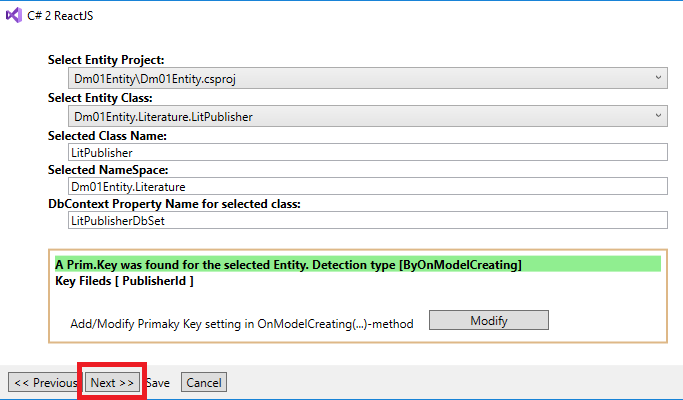 C# 2 ReactJS
Select Entity Project:
Dm01Entity\Dm01Entity.csproj
Select Entity Class:
Dm01Entity.Literature.LitPublisher
Selected Class Name:
LitPublisher
Selected NameSpace:
Dm01Entity.Literature
DbContext Property Name for selected class:
LitPublisherDbSet
A Prim.Key was found for the selected Entity. Detection type [ByOnModelCreating]
Key Fileds [ PublisherId ]
Add/Modify Primaky Key setting in OnModelCreating(...)-method Modify
<< Previous Next >> Save Cancel